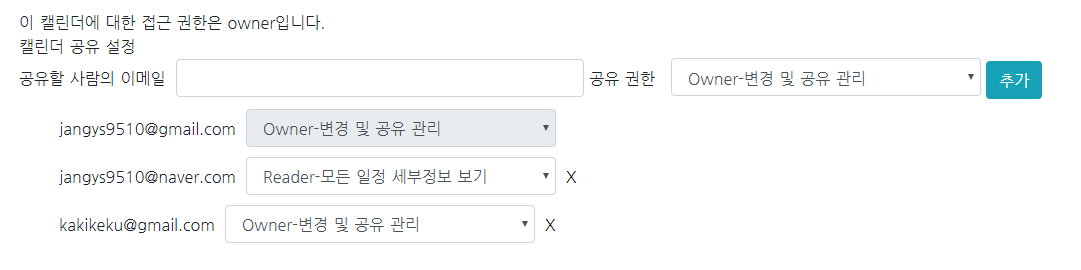 이 캘린더에 대한 접근 권한은 owner입니다.
캘린더 공유 설정
공유할 사람의 이메일 공유 권한 Owner-변경 및 공유 관리 추가
jangys9510@gmail.com Owner-변경 및 공유 관리
jangys9510@naver.com Reader-모든 일정 세부정보 보기 X
kakikeku@gmail.com Owner-변경 및 공유 관리 X